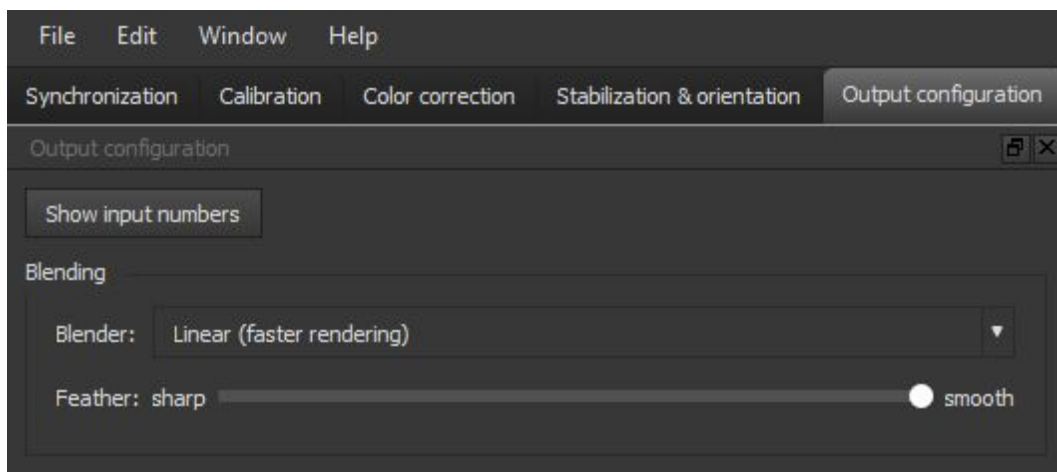 File Edit Window Help
Synchronization Calibration Color correction Stabilization & orientation Output configuration
Output configuration
Show input numbers
Blending
Blender: Linear (faster rendering)
Feather: sharp smooth